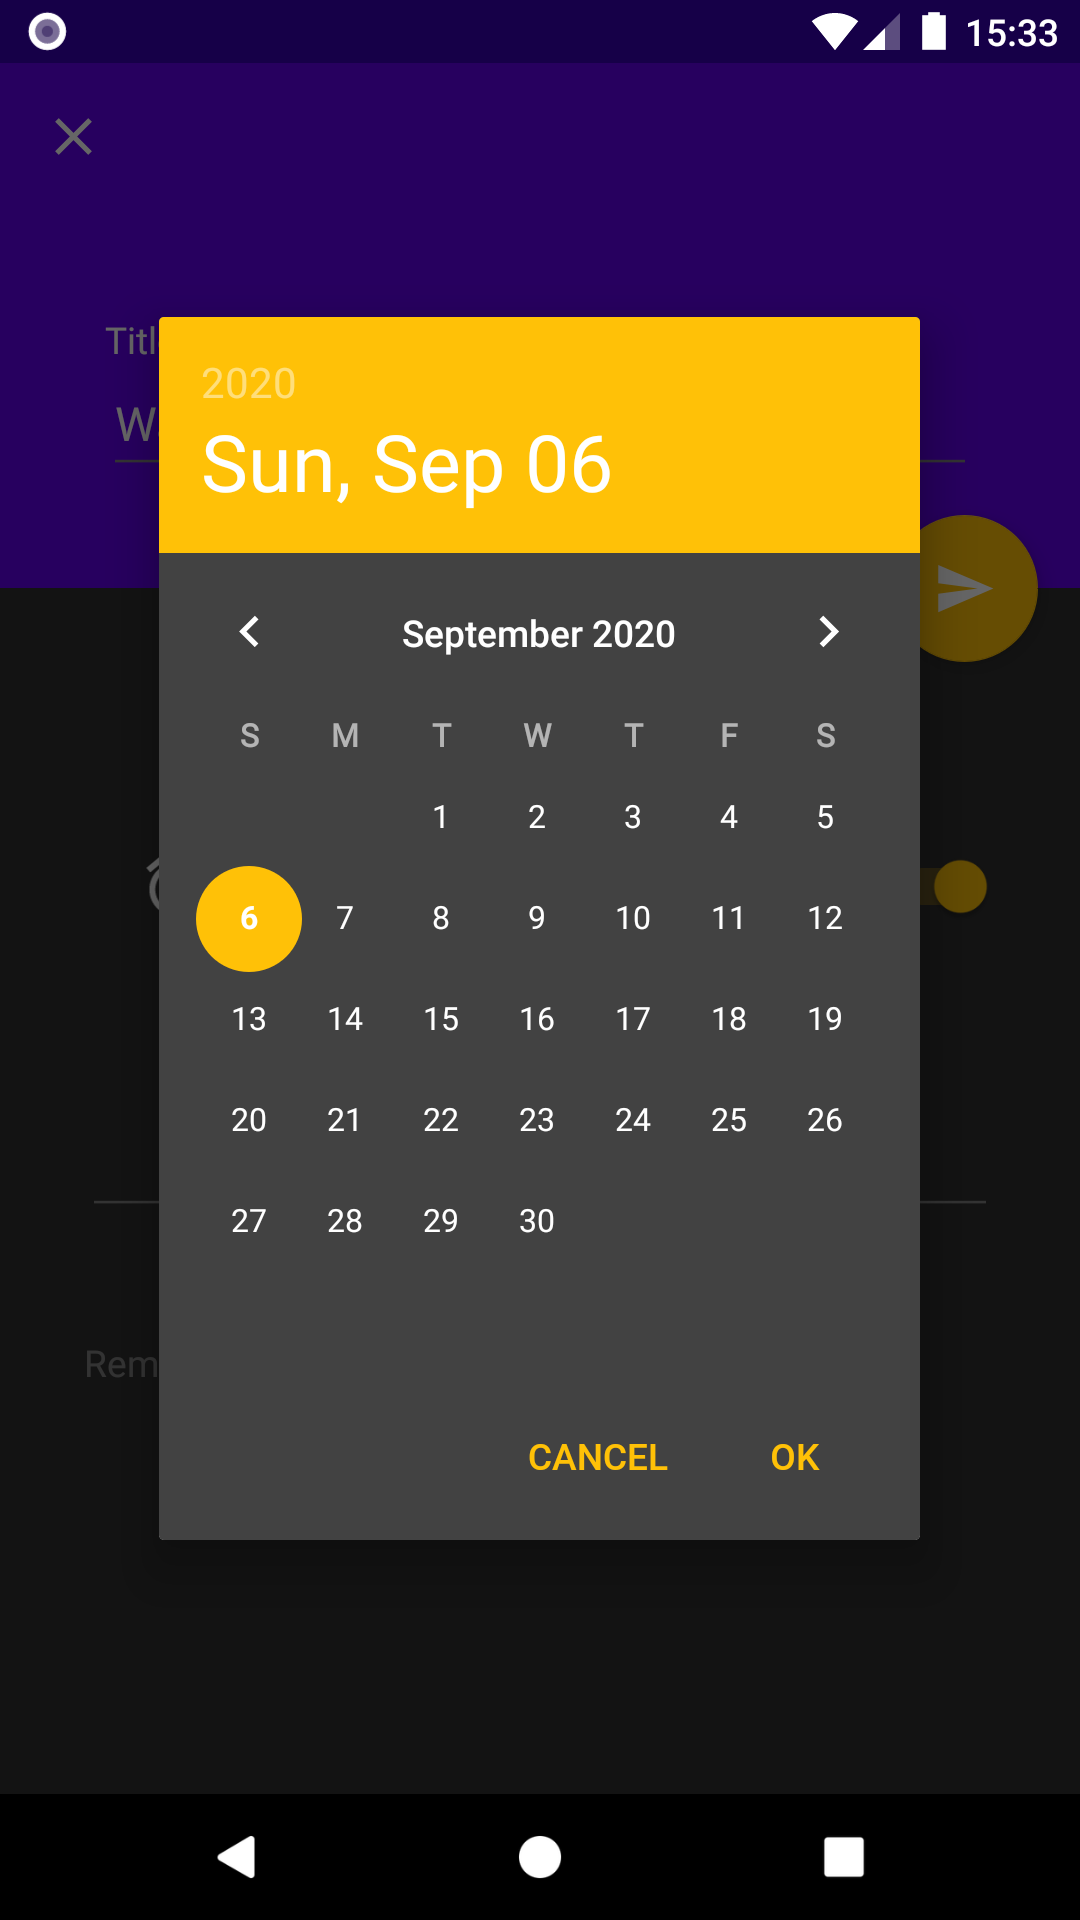 15:33
2020
Sun, Sep 06
September 2020
S M T W T F S
1 2 3 4 5
6 7 8 9 10 11 12
13 14 15 16 17 18 19
20 21 22 23 24 25 26
27 28 29 30
CANCEL OK